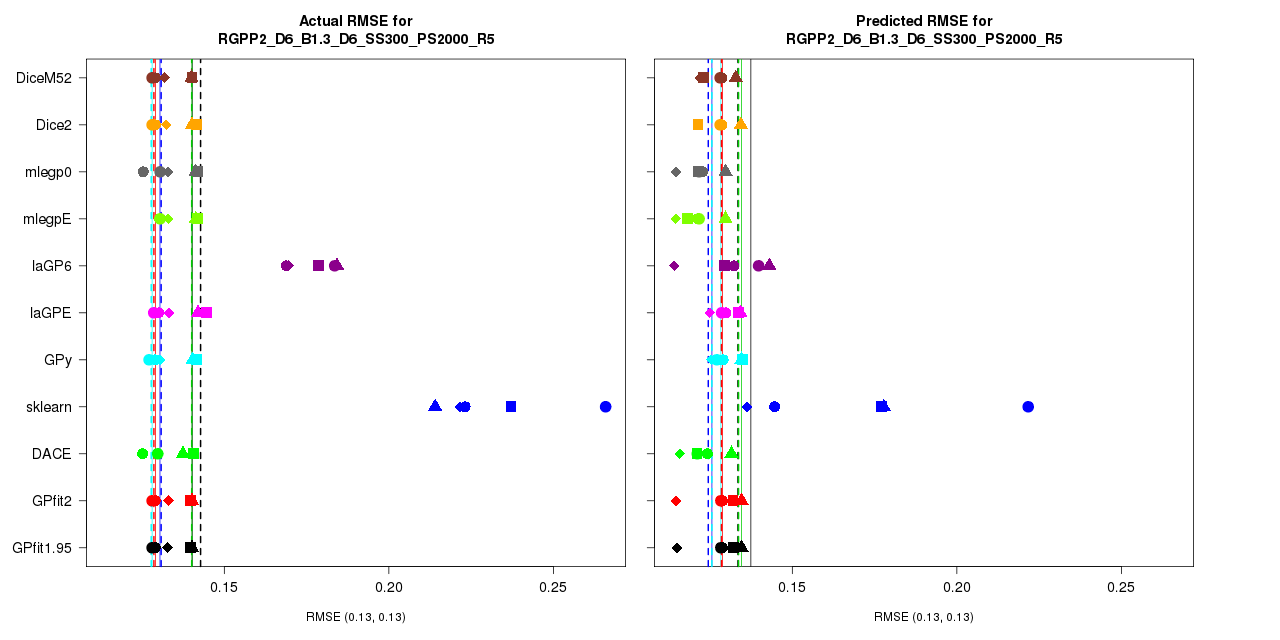 Actual RMSE for
RGPP2_D6_B1.3_D6_SS300_PS2000_R5
Predicted RMSE for
RGPP2_D6_B1.3_D6_SS300_PS2000_R5
DiceM52
Dice2
mlegp0
mlegpE
laGP6
laGPE
GPy
sklearn
DACE
GPfit2
GPfit1.95
0.15 0.20 0.25
0.15 0.20 0.25
RMSE (0.13, 0.13)
RMSE (0.13, 0.13)